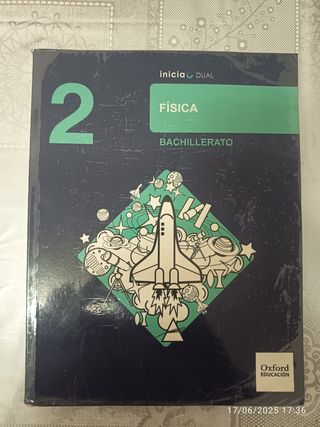 inicia DUAL
2
FÍSICA
BACHILLERATO
Oxford
EDUCACIÓN
17/06/2025 17:36